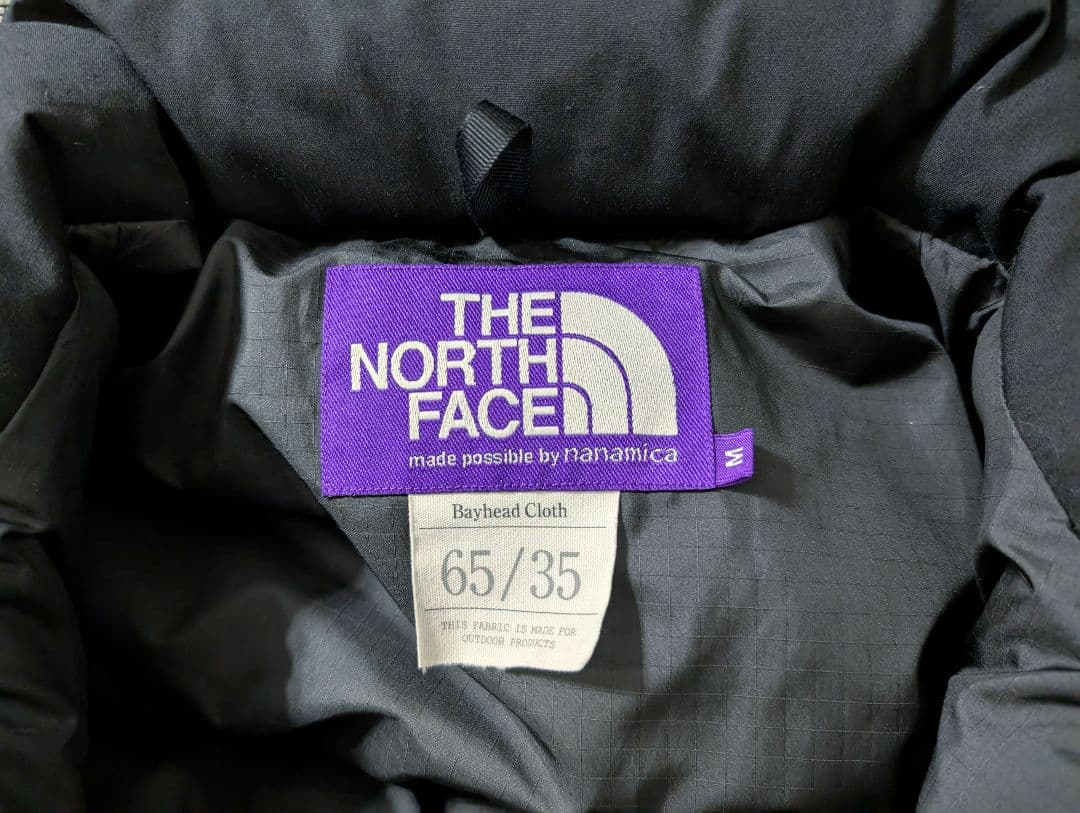 THE
NORTH
FACE
made possible by nanamica
M
Bayhead Cloth
65/35
THIS FABRIC IS MADE FOR
OUTDOOR PRODUCTS